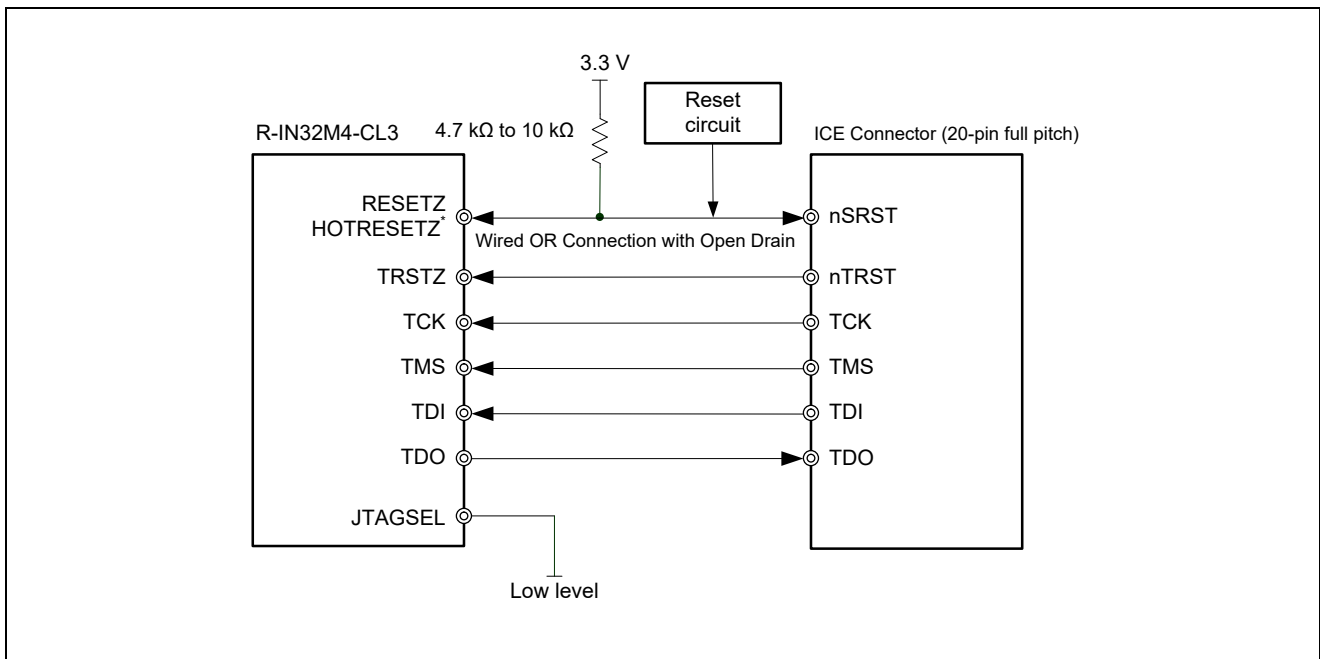 3.3 V
Reset
circuit
R-IN32M4-CL3
4.7 kΩ to 10 kΩ
ICE Connector (20-pin full pitch)
RESETZ
HOTRESETZ*
nSRST
Wired OR Connection with Open Drain
TRSTZ
nTRST
TCK
TCK
TMS
TMS
TDI
TDI
TDO
TDO
JTAGSEL
Low level